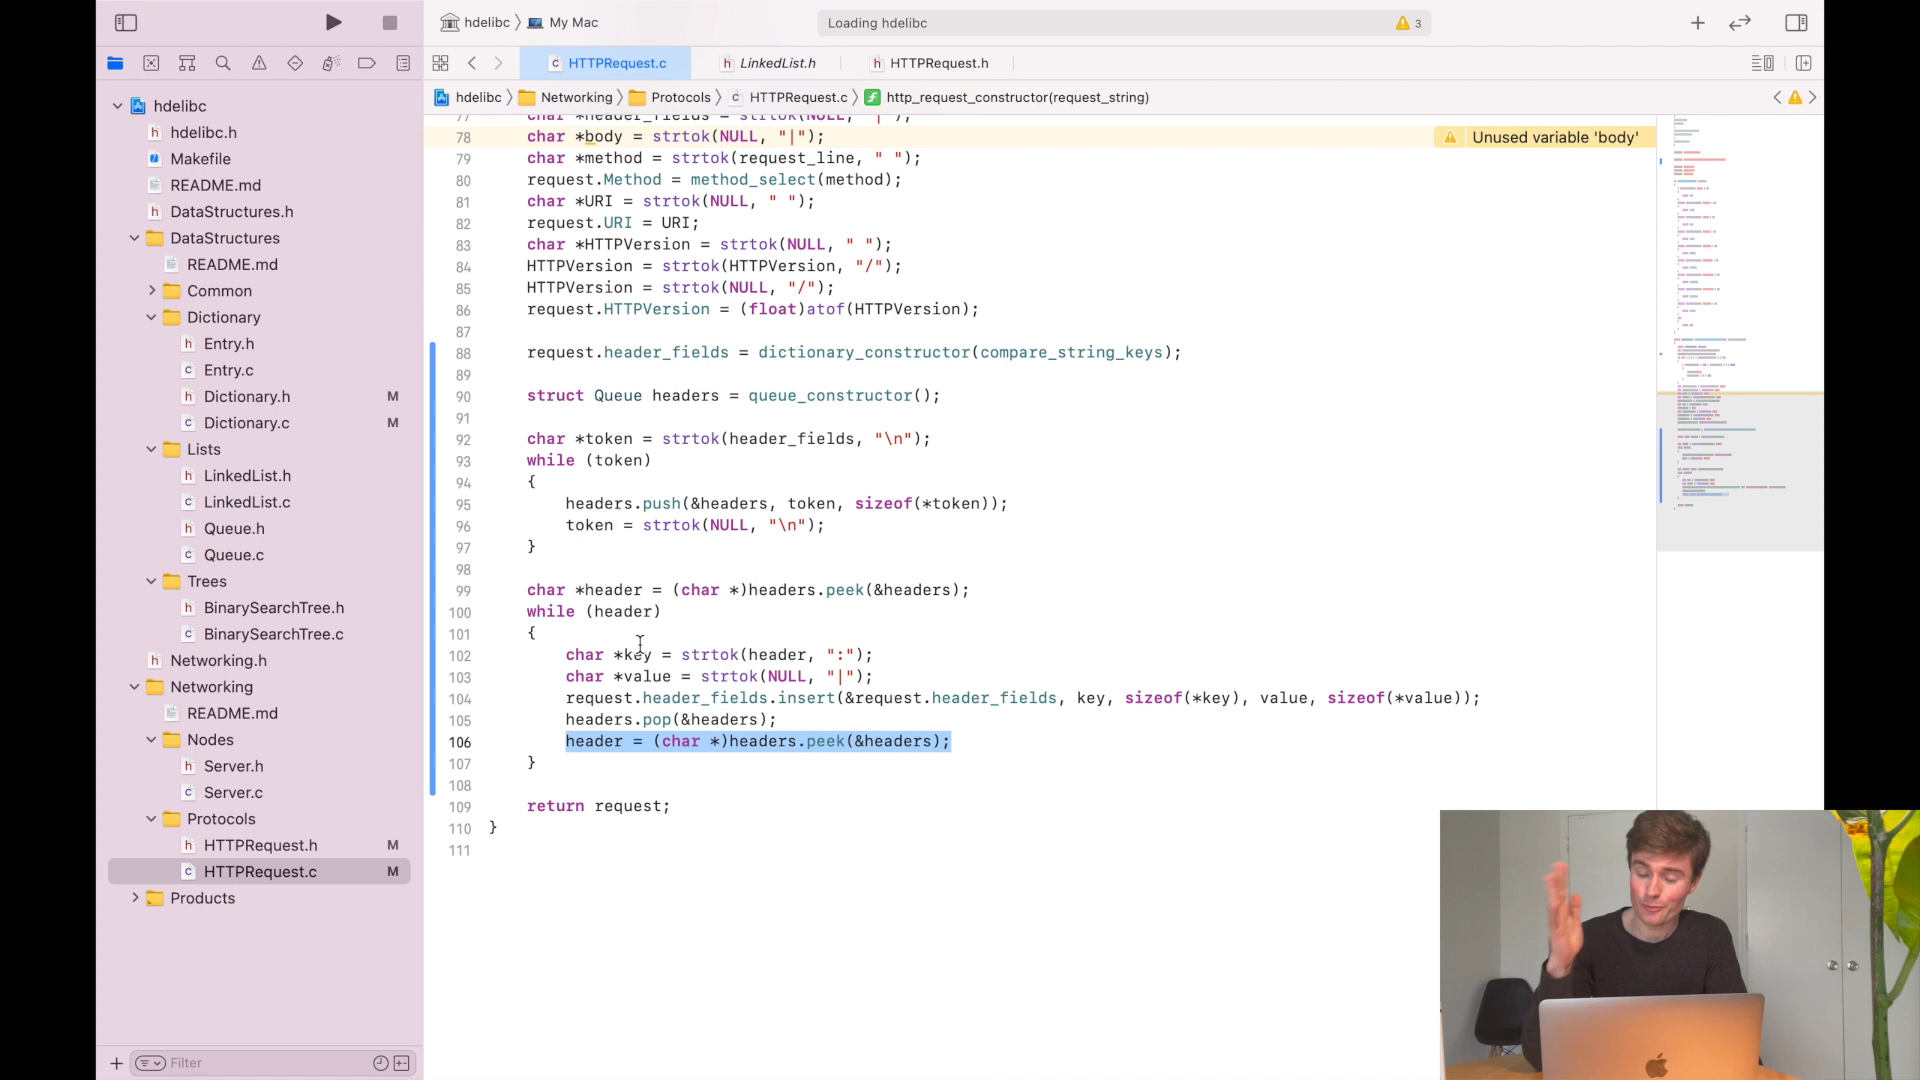 hdelibc
My Mac
Loading hdelibc
3
HTTPRequest.c
LinkedList.h
HTTPRequest.h
hdelibc
Networking
Protocols
HTTPRequest.c
http_request_constructor(request_string)
hdelibc
hdelibc.h
Makefile
README.md
DataStructures.h
DataStructures
README.md
Common
Dictionary
Entry.h
Entry.c
Dictionary.h M
Dictionary.c M
Lists
LinkedList.h
LinkedList.c
Queue.h
Queue.c
Trees
BinarySearchTree.h
BinarySearchTree.c
Networking.h
Networking
README.md
Nodes
Server.h
Server.c
Protocols
HTTPRequest.h M
HTTPRequest.c M
Products
Filter
77 char *header_fields = strtok(NULL, "|");
78 char *body = strtok(NULL, "|"); Unused variable 'body'
79 char *method = strtok(request_line, " ");
80 request.Method = method_select(method);
81 char *URI = strtok(NULL, " ");
82 request.URI = URI;
83 char *HTTPVersion = strtok(NULL, " ");
84 HTTPVersion = strtok(HTTPVersion, "/");
85 HTTPVersion = strtok(NULL, "/");
86 request.HTTPVersion = (float)atof(HTTPVersion);
87
88 request.header_fields = dictionary_constructor(compare_string_keys);
89
90 struct Queue headers = queue_constructor();
91
92 char *token = strtok(header_fields, "\n");
93 while (token)
94 {
95 headers.push(&headers, token, sizeof(*token));
96 token = strtok(NULL, "\n");
97 }
98
99 char *header = (char *)headers.peek(&headers);
100 while (header)
101 {
102 char *key = strtok(header, ":");
103 char *value = strtok(NULL, "|");
104 request.header_fields.insert(&request.header_fields, key, sizeof(*key), value, sizeof(*value));
105 headers.pop(&headers);
106 header = (char *)headers.peek(&headers);
107 }
108
109 return request;
110 }
111